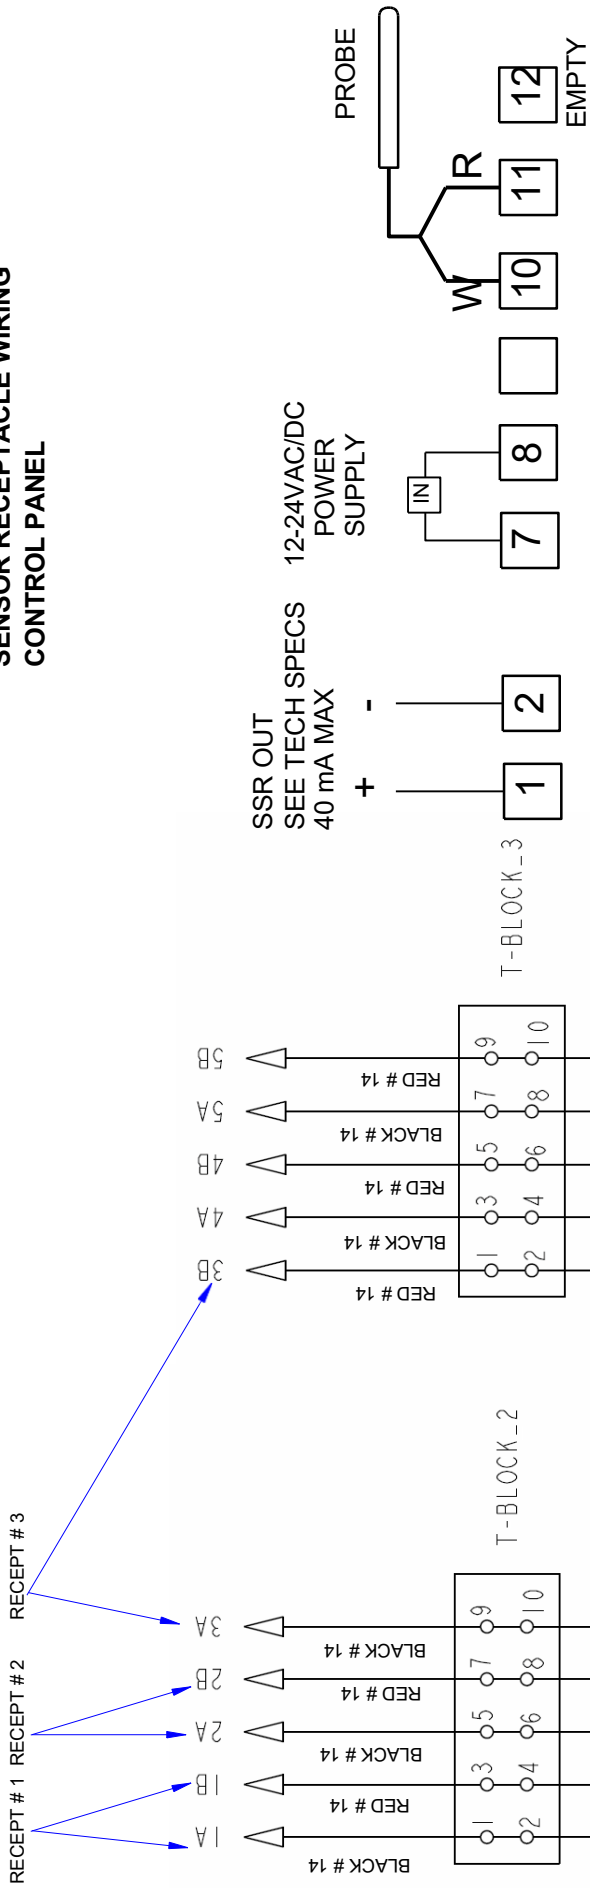 SENSOR RECEPTACLE WIRING
CONTROL PANEL
RECEPT # 1
RECEPT # 2
RECEPT # 3
1A
1B
2A
2B
3A
3B
4A
4B
5A
5B
BLACK # 14
RED # 14
BLACK # 14
RED # 14
BLACK # 14
RED # 14
BLACK # 14
RED # 14
BLACK # 14
RED # 14
1
3
5
7
9
2
4
6
8
10
T-BLOCK_2
1
3
5
7
9
2
4
6
8
10
T-BLOCK_3
SSR OUT
SEE TECH SPECS
40 mA MAX
+
-
12-24VAC/DC
POWER
SUPPLY
IN
PROBE
W
R
1
2
7
8
10
11
12
EMPTY